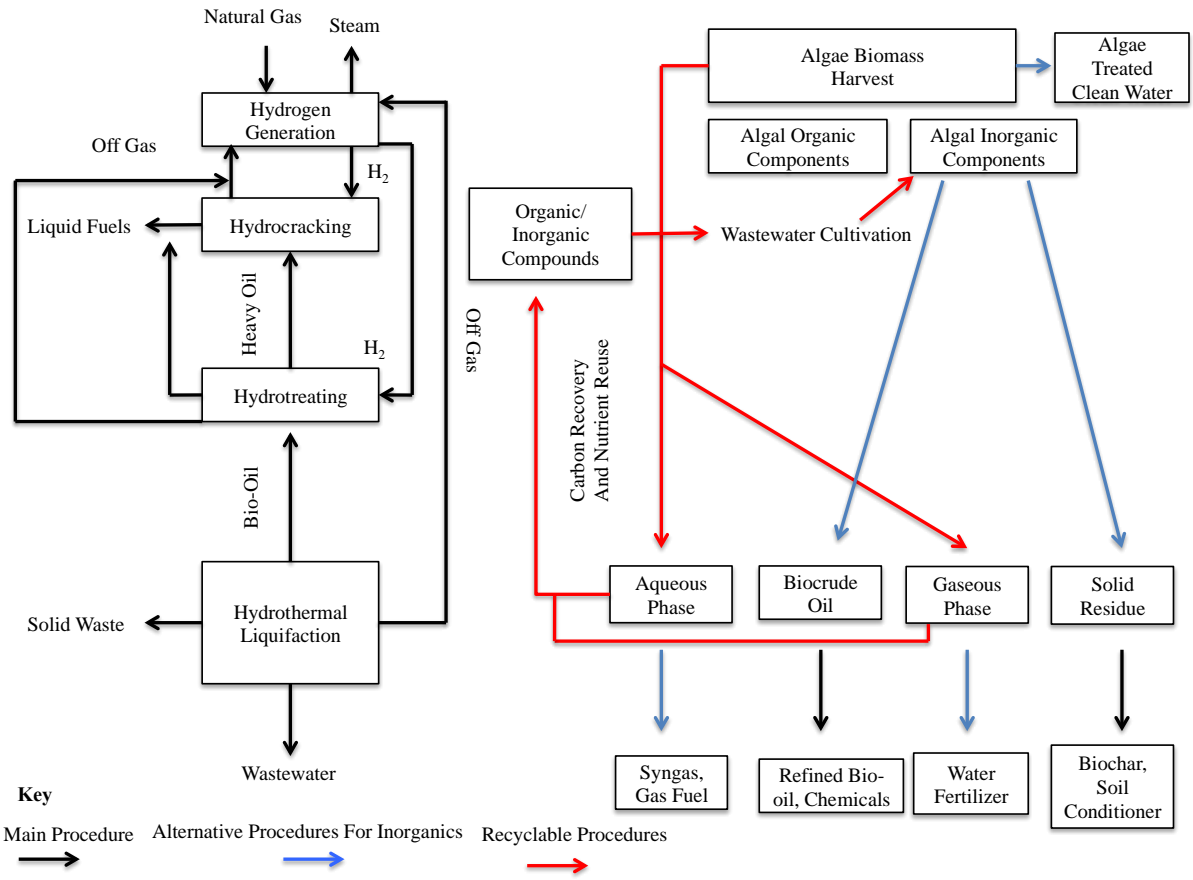 Natural Gas
Steam
Hydrogen
Generation
Off Gas
H2
Liquid Fuels
Hydrocracking
Heavy Oil
H2
Off Gas
Hydrotreating
Bio-Oil
Solid Waste
Hydrothermal
Liquifaction
Wastewater
Algae Biomass
Harvest
Algae
Treated
Clean Water
Algal Organic
Components
Algal Inorganic
Components
Organic/
Inorganic
Compounds
Wastewater Cultivation
Carbon Recovery
And Nutrient Reuse
Aqueous
Phase
Biocrude
Oil
Gaseous
Phase
Solid
Residue
Syngas,
Gas Fuel
Refined Bio-
oil, Chemicals
Water
Fertilizer
Biochar,
Soil
Conditioner
Key
Main Procedure
Alternative Procedures For Inorganics
Recyclable Procedures